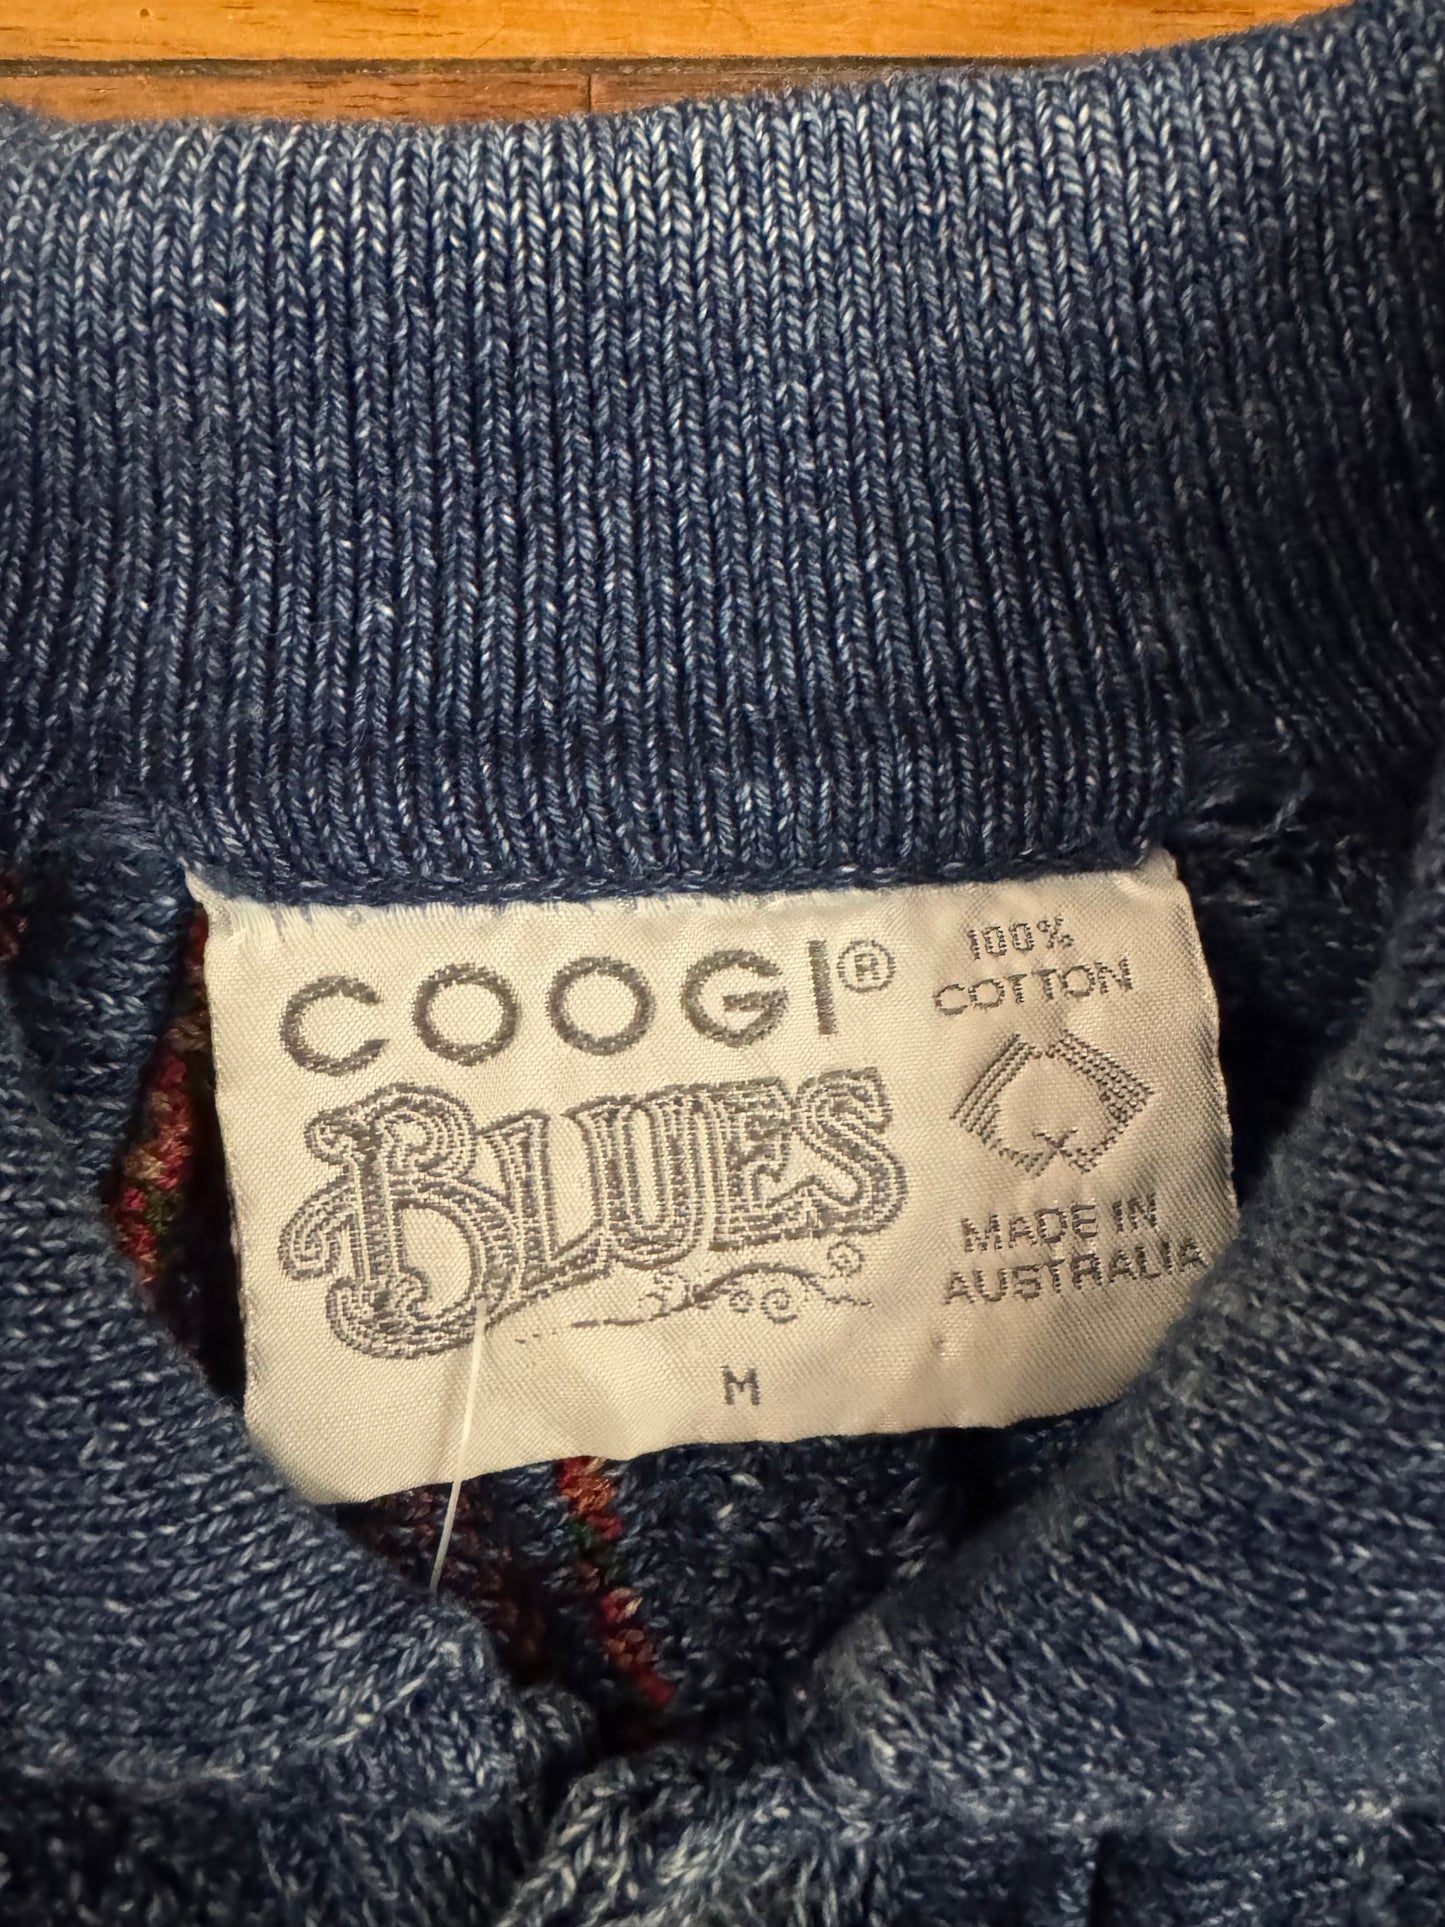 COOGI®
BLUES
M
100%
COTTON
MADE IN
AUSTRALIA